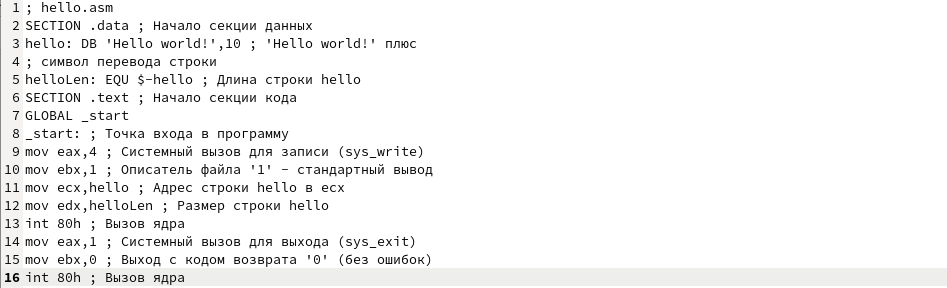 1 ; hello.asm
2 SECTION .data ; Начало секции данных
3 hello: DB 'Hello world!',10 ; 'Hello world!' плюс
4 ; символ перевода строки
5 helloLen: EQU $-hello ; Длина строки hello
6 SECTION .text ; Начало секции кода
7 GLOBAL _start
8 _start: ; Точка входа в программу
9 mov eax,4 ; Системный вызов для записи (sys_write)
10 mov ebx,1 ; Описатель файла '1' - стандартный вывод
11 mov ecx,hello ; Адрес строки hello в ecx
12 mov edx,helloLen ; Размер строки hello
13 int 80h ; Вызов ядра
14 mov eax,1 ; Системный вызов для выхода (sys_exit)
15 mov ebx,0 ; Выход с кодом возврата '0' (без ошибок)
16 int 80h ; Вызов ядра